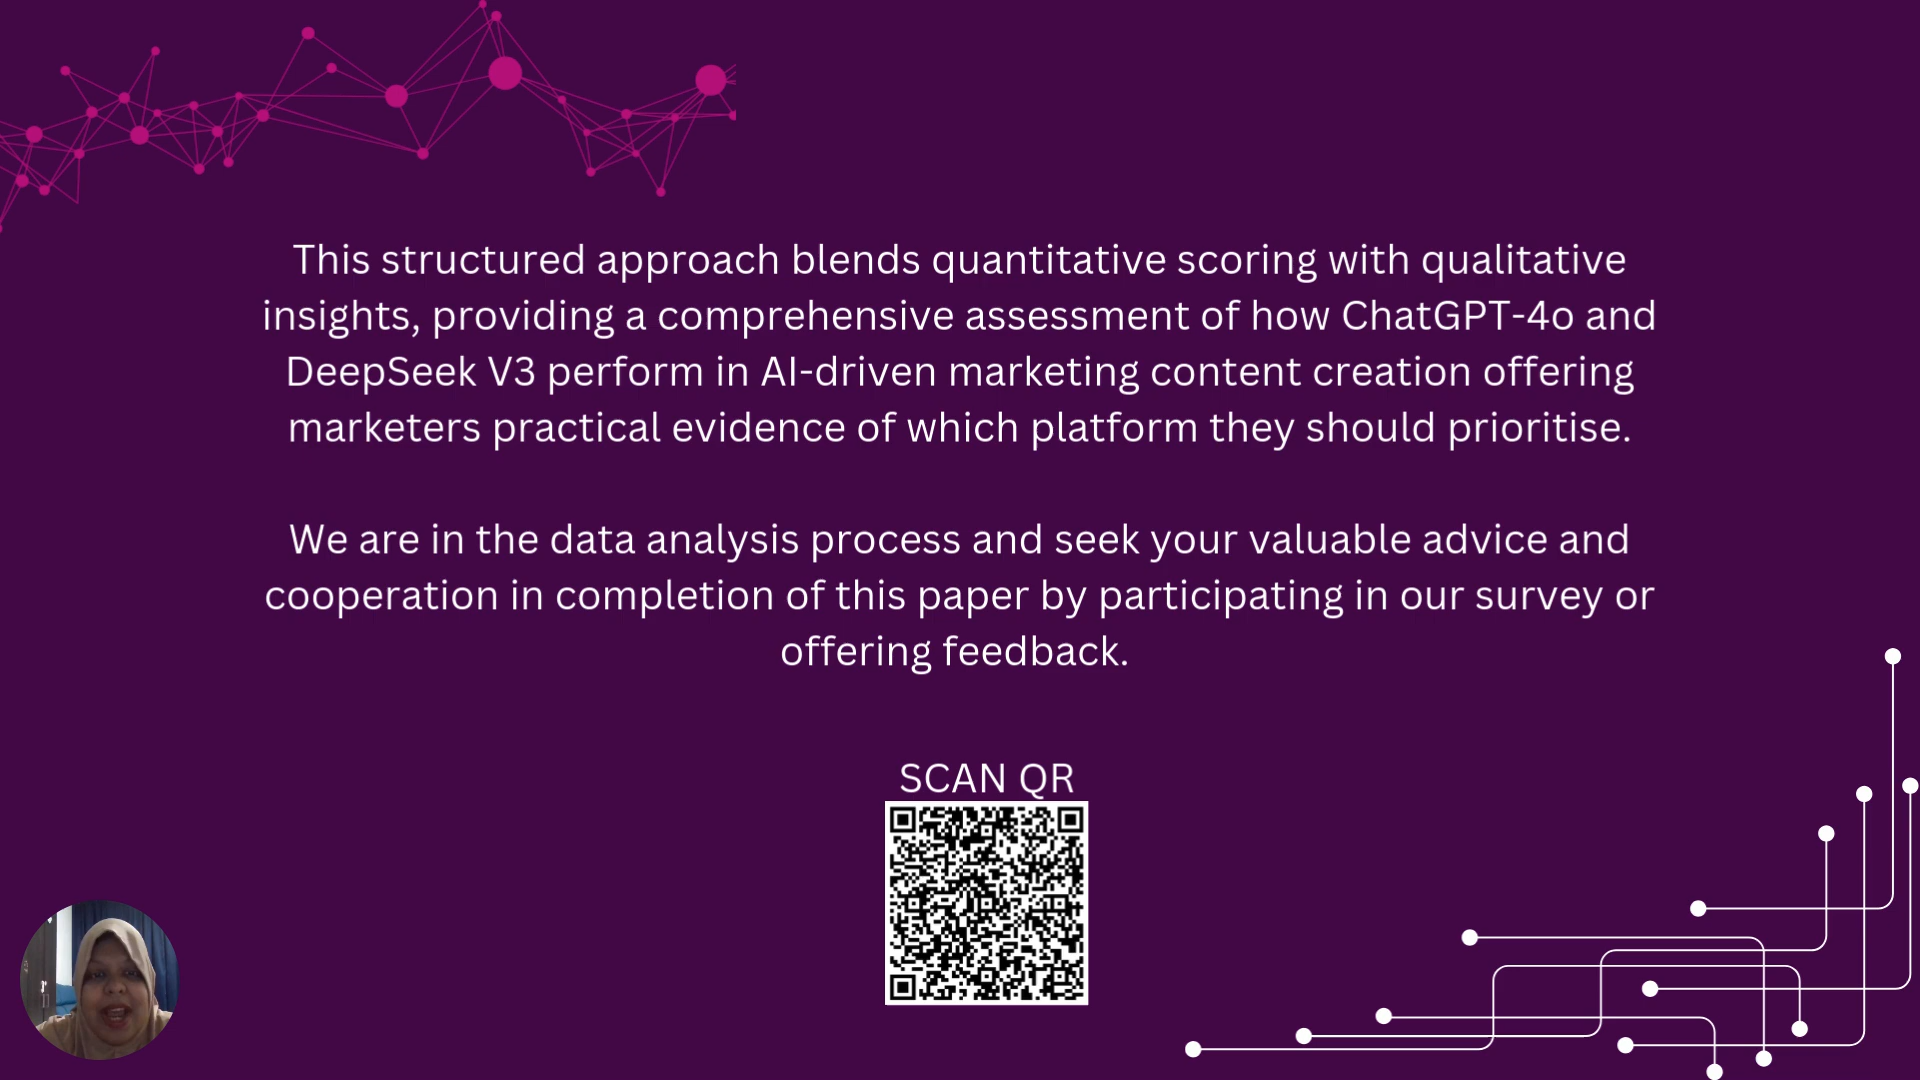 This structured approach blends quantitative scoring with qualitative
insights, providing a comprehensive assessment of how ChatGPT-4o and
DeepSeek V3 perform in AI-driven marketing content creation offering
marketers practical evidence of which platform they should prioritise.
We are in the data analysis process and seek your valuable advice and
cooperation in completion of this paper by participating in our survey or
offering feedback.
SCAN QR